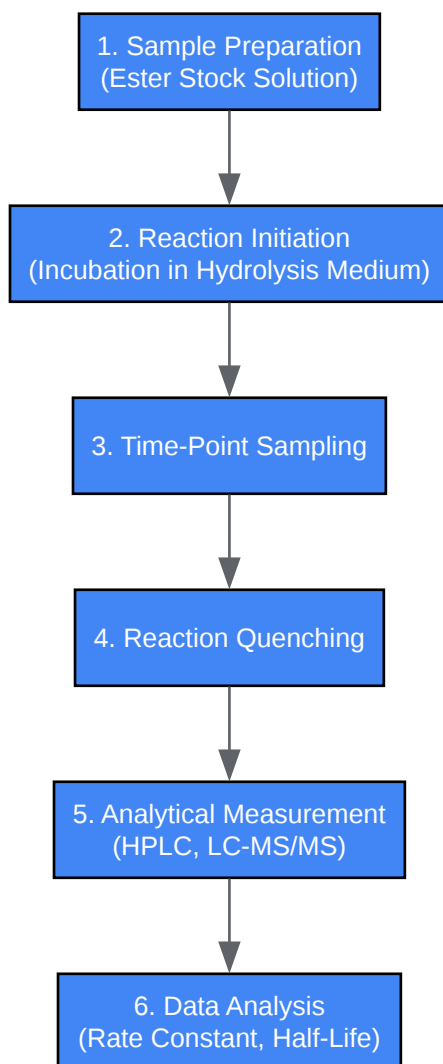 1. Sample Preparation
(Ester Stock Solution)
2. Reaction Initiation
(Incubation in Hydrolysis Medium)
3. Time-Point Sampling
4. Reaction Quenching
5. Analytical Measurement
(HPLC, LC-MS/MS)
6. Data Analysis
(Rate Constant, Half-Life)